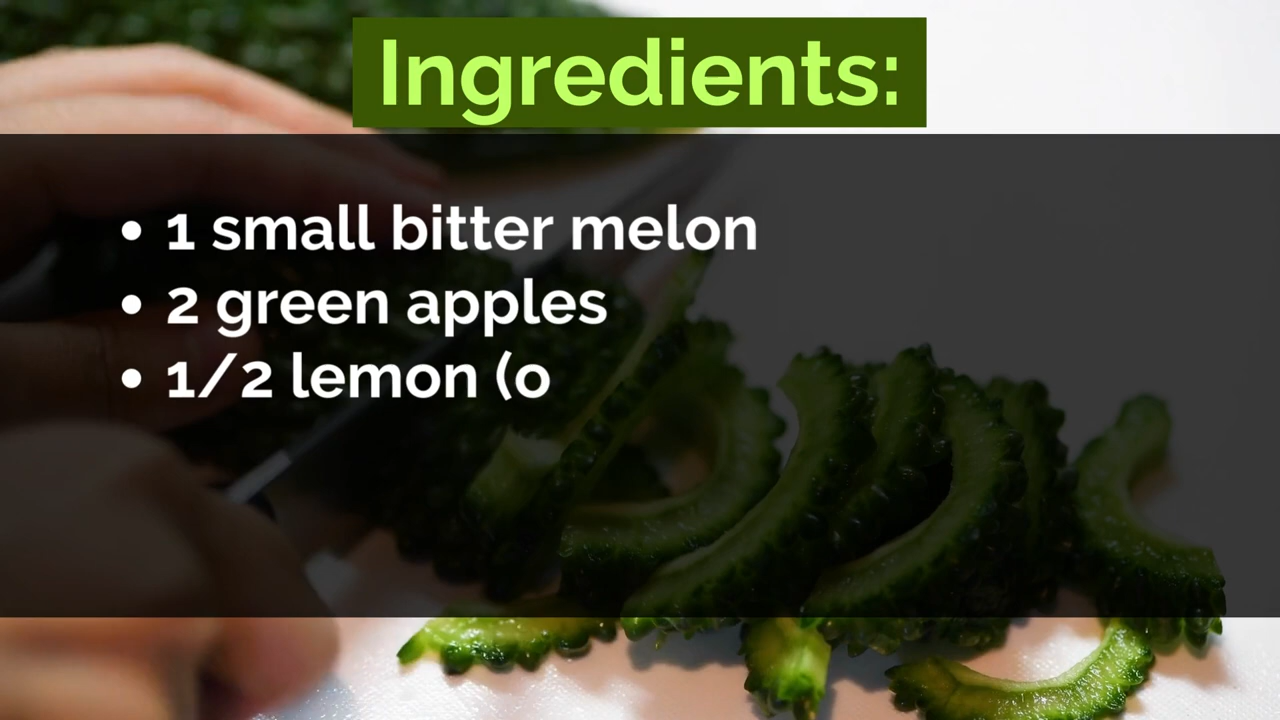 Ingredients:
• 1 small bitter melon
• 2 green apples
• 1/2 lemon (o